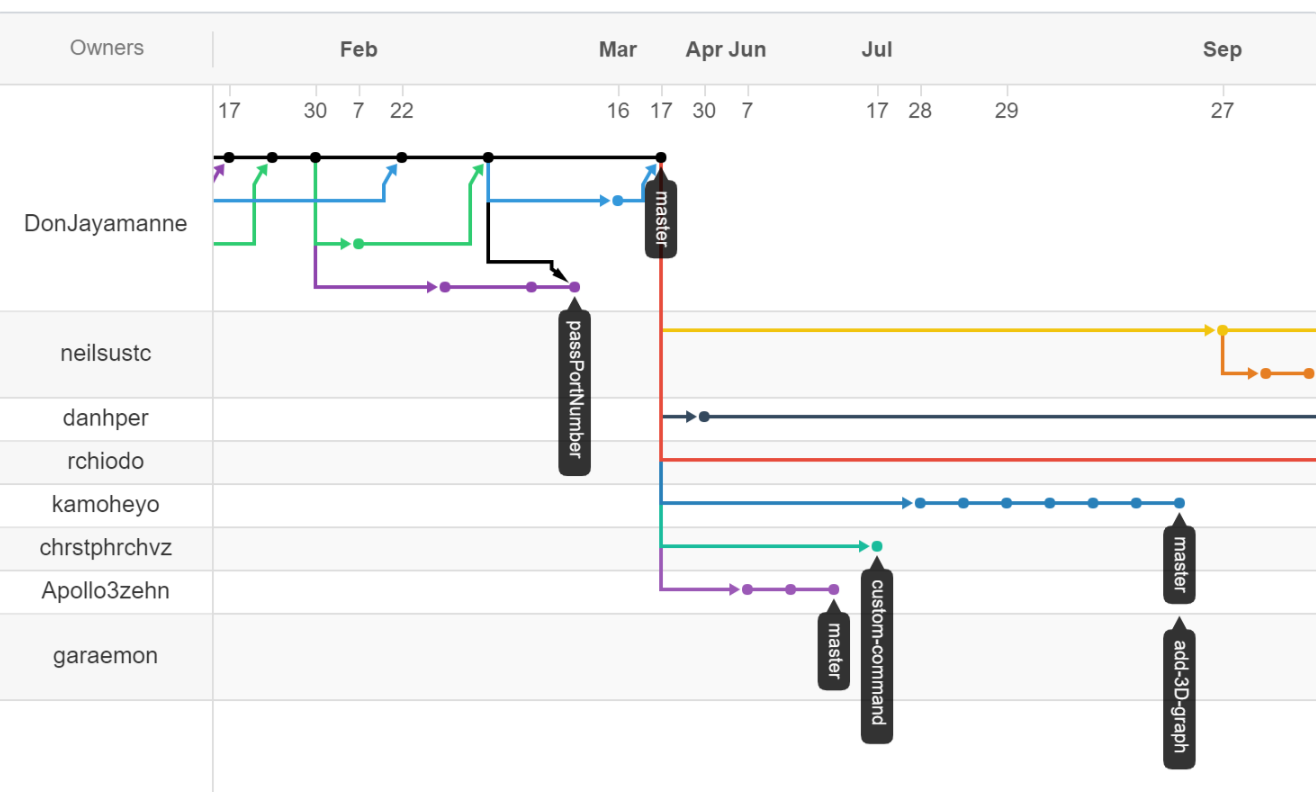 Owners Feb Mar Apr Jun Jul Sep
17 30 7 22 16 17 30 7 17 28 29 27
DonJayamanne
master
passPortNumber
neilsustc
danhper
rchiodo
kamoheyo
master
chrstphrchvz
custom-command
Apollo3zehn
master
garaemon
add-3D-graph